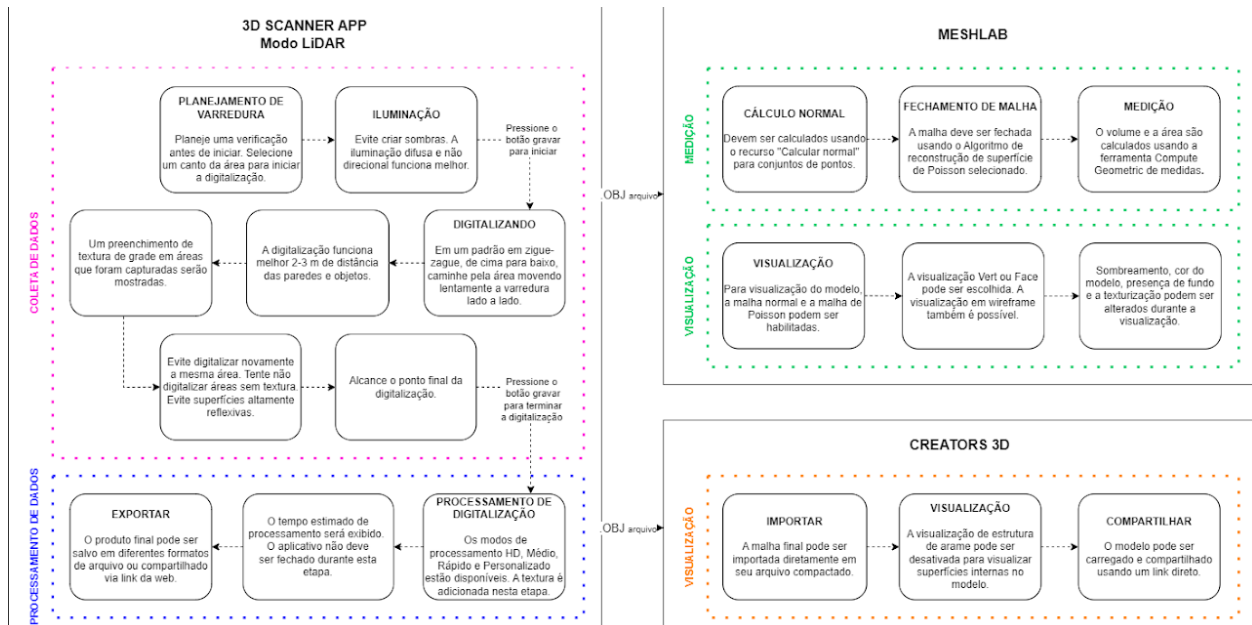 3D SCANNER APP
Modo LiDAR
COLETA DE DADOS
PLANEJAMENTO DE
VARREDURA
Planeje uma verificação
antes de iniciar. Selecione
um canto da área para iniciar
a digitalização.
ILUMINAÇÃO
Evite criar sombras. A
iluminação difusa e não
direcional funciona melhor.
Pressione o
botão gravar
para iniciar
DIGITALIZANDO
Em um padrão em zigue-
zague, de cima para baixo,
caminhe pela área movendo
lentamente a varredura
lado a lado.
A digitalização funciona
melhor 2-3 m de distância
das paredes e objetos.
Um preenchimento de
textura de grade em áreas
que foram capturadas serão
mostradas.
Evite digitalizar novamente
a mesma área. Tente não
digitalizar áreas sem textura.
Evite superfícies altamente
reflexivas.
Alcance o ponto final da
digitalização.
Pressione o
botão gravar
para terminar
a digitalização
PROCESSAMENTO DE DADOS
PROCESSAMENTO DE
DIGITALIZAÇÃO
Os modos de
processamento HD, Médio,
Rápido e Personalizado
estão disponíveis. A textura é
adicionada nesta etapa.
O tempo estimado de
processamento será exibido.
O aplicativo não deve
ser fechado durante esta
etapa.
EXPORTAR
O produto final pode ser
salvo em diferentes formatos
de arquivo ou compartilhado
via link da web.
.OBJ arquivo
MESHLAB
MEDIÇÃO
CÁLCULO NORMAL
Devem ser calculados usando
o recurso "Calcular normal"
para conjuntos de pontos.
FECHAMENTO DE MALHA
A malha deve ser fechada
usando o Algoritmo de
reconstrução de superfície
de Poisson selecionado.
MEDIÇÃO
O volume e a área são
calculados usando a
ferramenta Compute
Geometric de medidas.
VISUALIZAÇÃO
VISUALIZAÇÃO
Para visualização do modelo,
a malha normal e a malha de
Poisson podem ser
habilitadas.
A visualização Vert ou Face
pode ser escolhida. A
visualização em wireframe
também é possível.
Sombreamento, cor do
modelo, presença de fundo
e a texturização podem ser
alterados durante a
visualização.
.OBJ arquivo
CREATORS 3D
VISUALIZAÇÃO
IMPORTAR
A malha final pode ser
importada diretamente em
seu arquivo compactado.
VISUALIZAÇÃO
A visualização de estrutura
de arame pode ser
desativada para visualizar
superfícies internas no
modelo.
COMPARTILHAR
O modelo pode ser
carregado e compartilhado
usando um link direto.